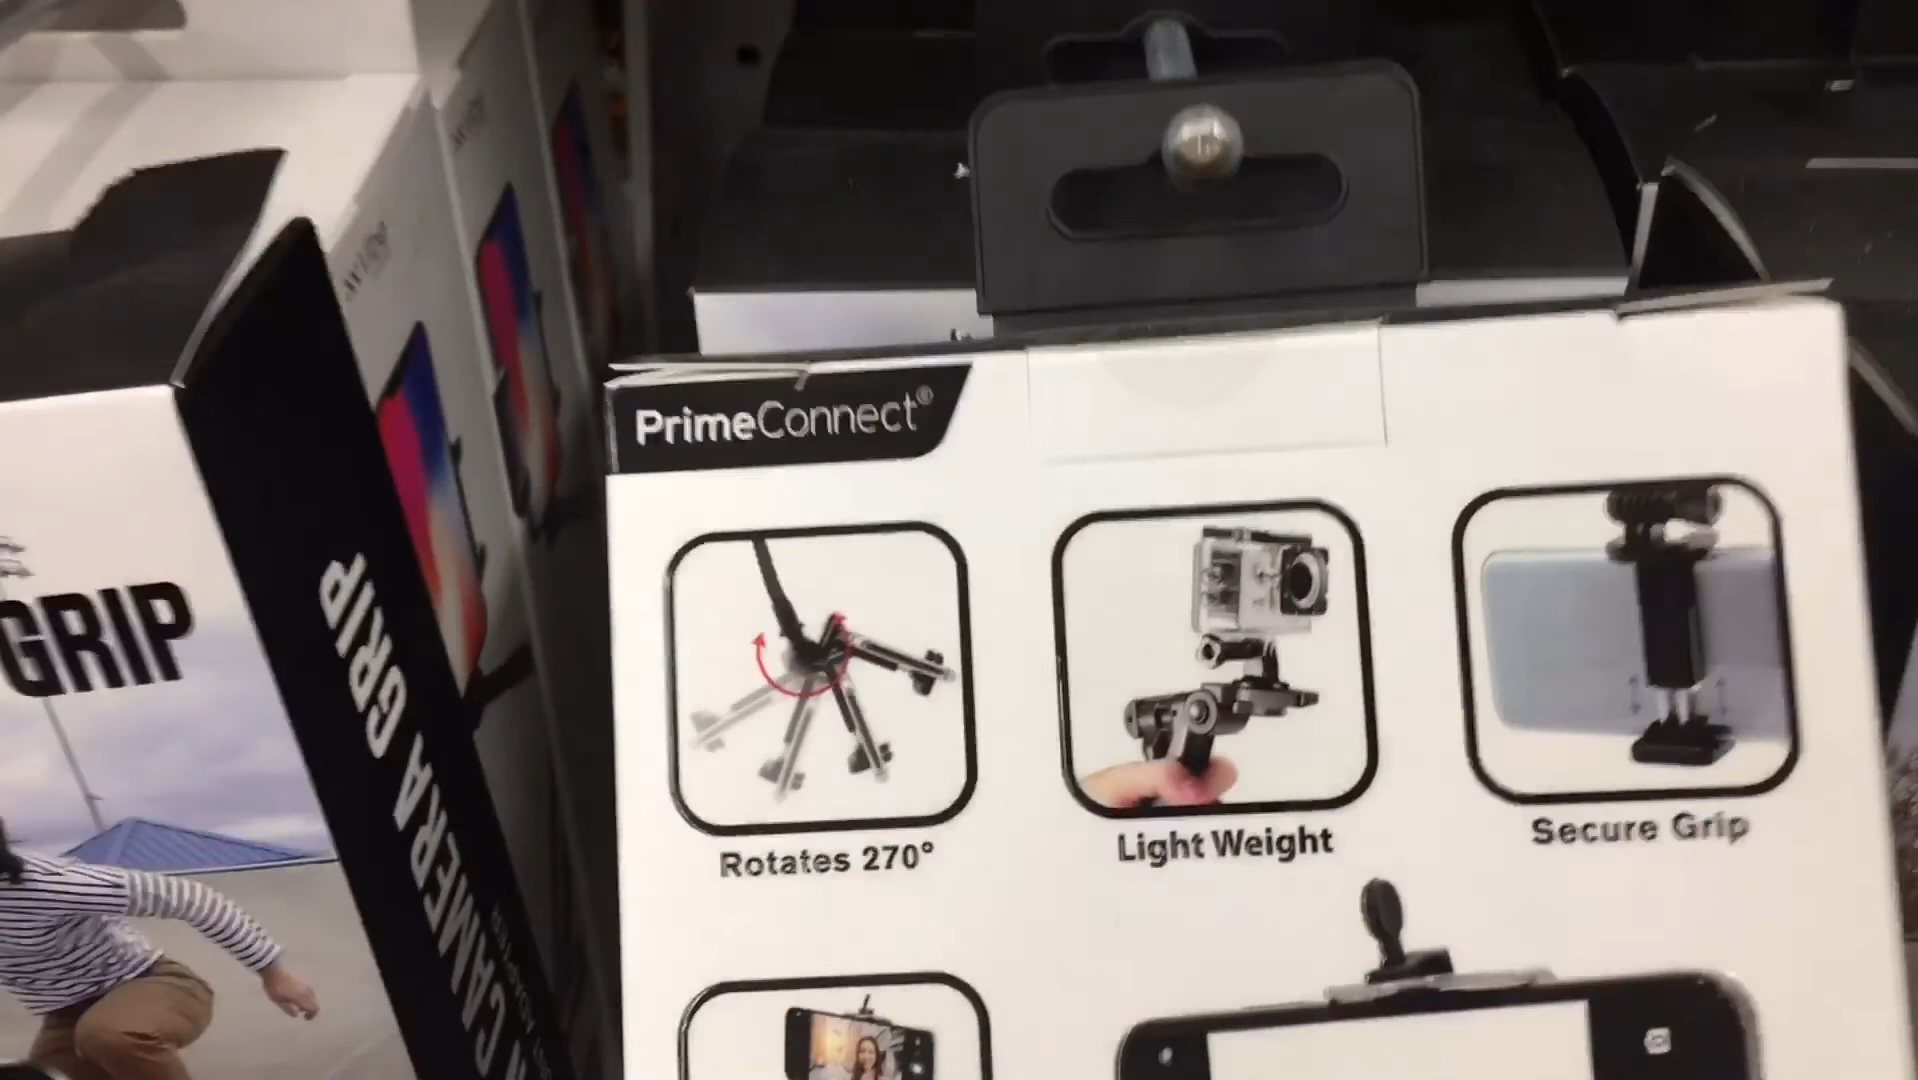 PrimeConnect®
Rotates 270°
Light Weight
Secure Grip
GRIP
CAMERA GRIP